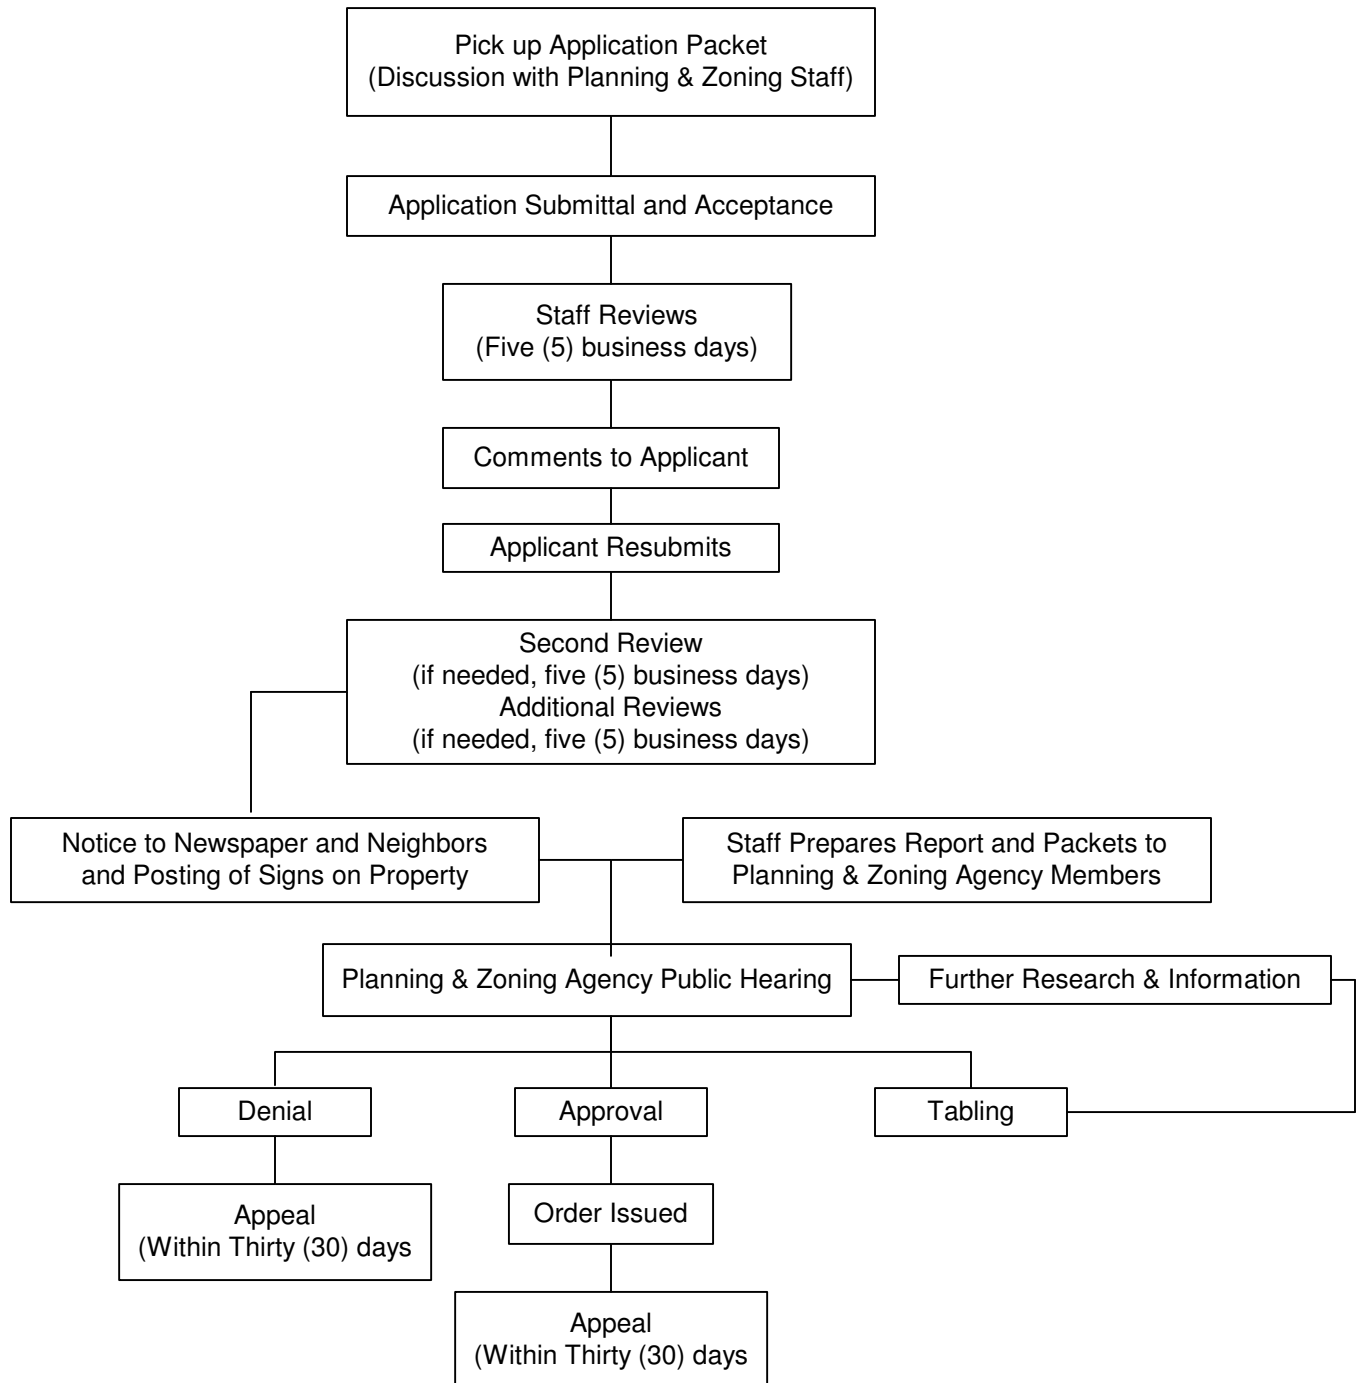 Pick up Application Packet
(Discussion with Planning & Zoning Staff)
Application Submittal and Acceptance
Staff Reviews
(Five (5) business days)
Comments to Applicant
Applicant Resubmits
Second Review
(if needed, five (5) business days)
Additional Reviews
(if needed, five (5) business days)
Notice to Newspaper and Neighbors
and Posting of Signs on Property
Staff Prepares Report and Packets to
Planning & Zoning Agency Members
Planning & Zoning Agency Public Hearing
Further Research & Information
Denial
Approval
Tabling
Appeal
(Within Thirty (30) days
Order Issued
Appeal
(Within Thirty (30) days